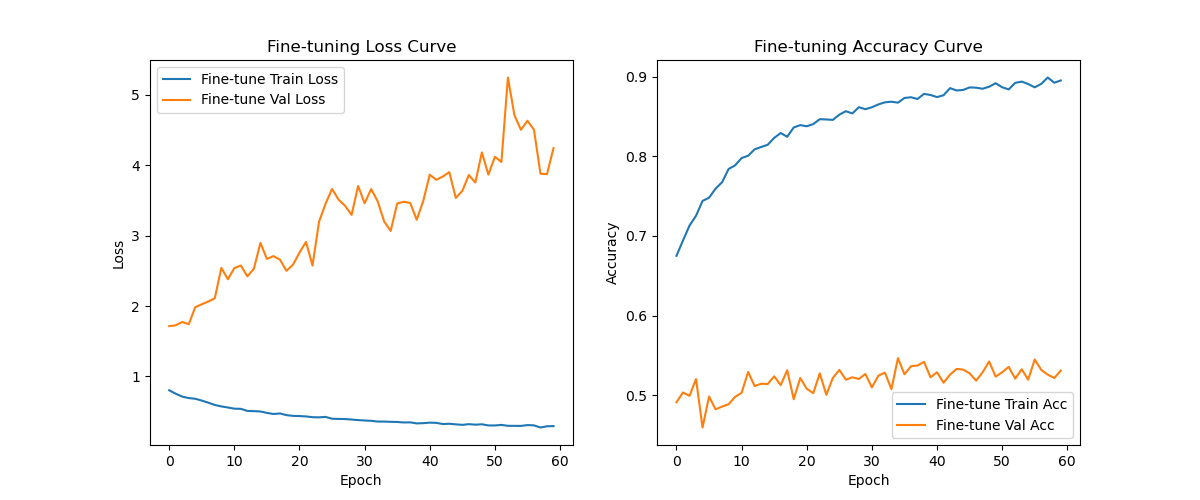 Fine-tuning Loss Curve
Fine-tune Train Loss
Fine-tune Val Loss
5
4
3
2
1
Loss
0
10
20
30
40
50
60
Epoch
Fine-tuning Accuracy Curve
0.9
0.8
0.7
0.6
0.5
Accuracy
Fine-tune Train Acc
Fine-tune Val Acc
0
10
20
30
40
50
60
Epoch